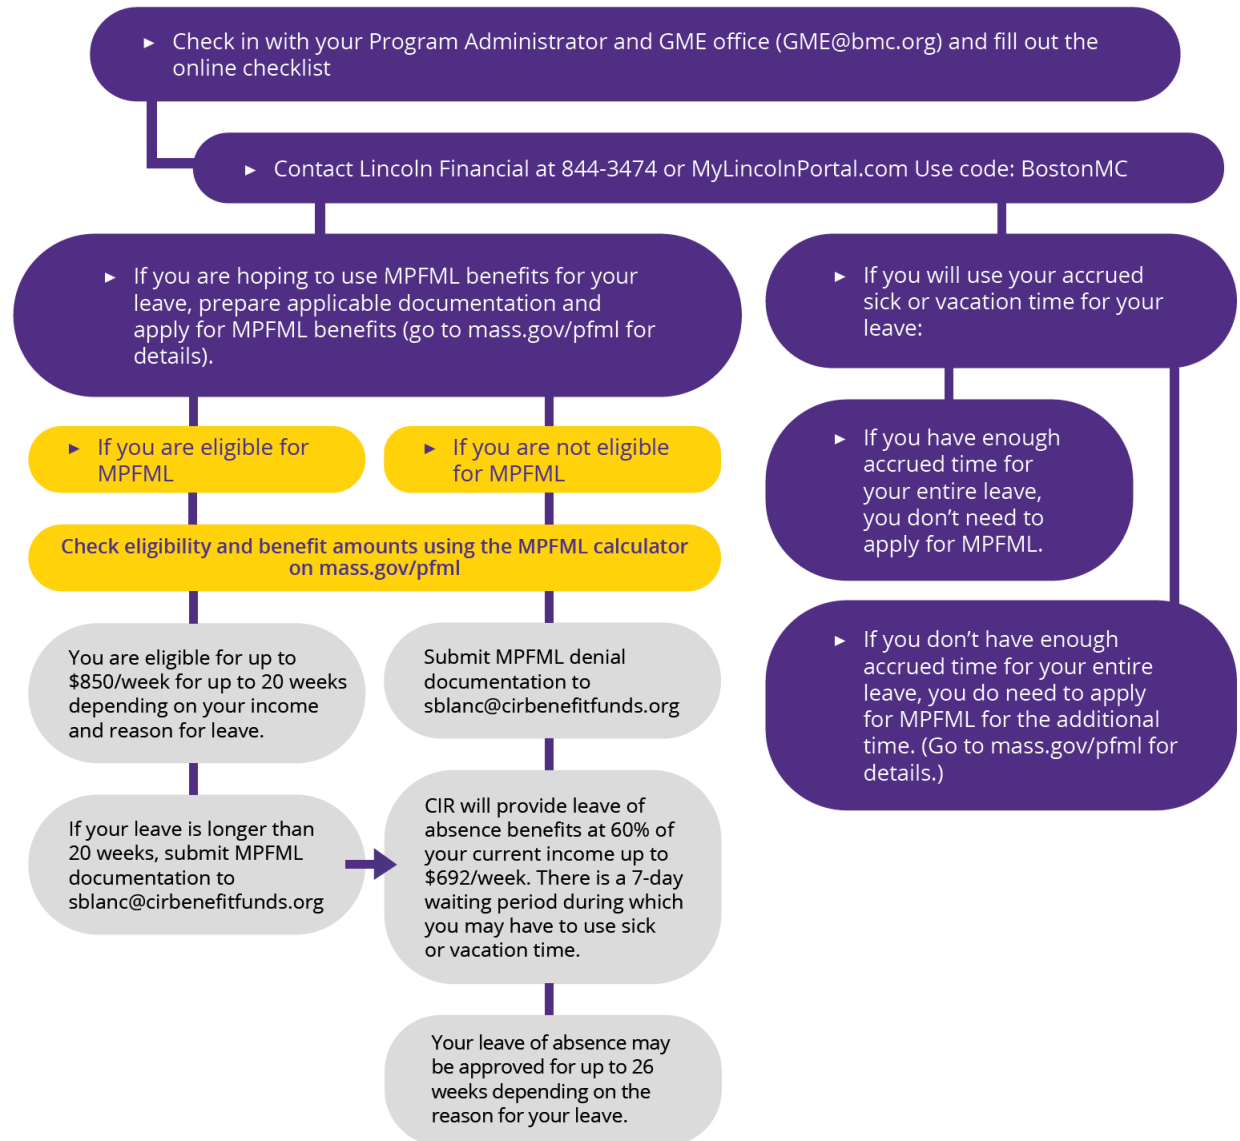 ► Check in with your Program Administrator and GME office (GME@bmc.org) and fill out the
online checklist
► Contact Lincoln Financial at 844-3474 or MyLincolnPortal.com Use code: BostonMC
► If you are hoping to use MPFML benefits for your
leave, prepare applicable documentation and
apply for MPFML benefits (go to mass.gov/pfml for
details).
► If you will use your accrued
sick or vacation time for your
leave:
► If you are eligible for
MPFML
► If you are not eligible
for MPFML
Check eligibility and benefit amounts using the MPFML calculator
on mass.gov/pfml
► If you have enough
accrued time for
your entire leave,
you don’t need to
apply for MPFML.
You are eligible for up to
$850/week for up to 20 weeks
depending on your income
and reason for leave.
Submit MPFML denial
documentation to
sblanc@cirbenefitfunds.org
► If you don’t have enough
accrued time for your entire
leave, you do need to apply
for MPFML for the additional
time. (Go to mass.gov/pfml for
details.)
If your leave is longer than
20 weeks, submit MPFML
documentation to
sblanc@cirbenefitfunds.org
CIR will provide leave of
absence benefits at 60% of
your current income up to
$692/week. There is a 7-day
waiting period during which
you may have to use sick
or vacation time.
Your leave of absence may
be approved for up to 26
weeks depending on the
reason for your leave.